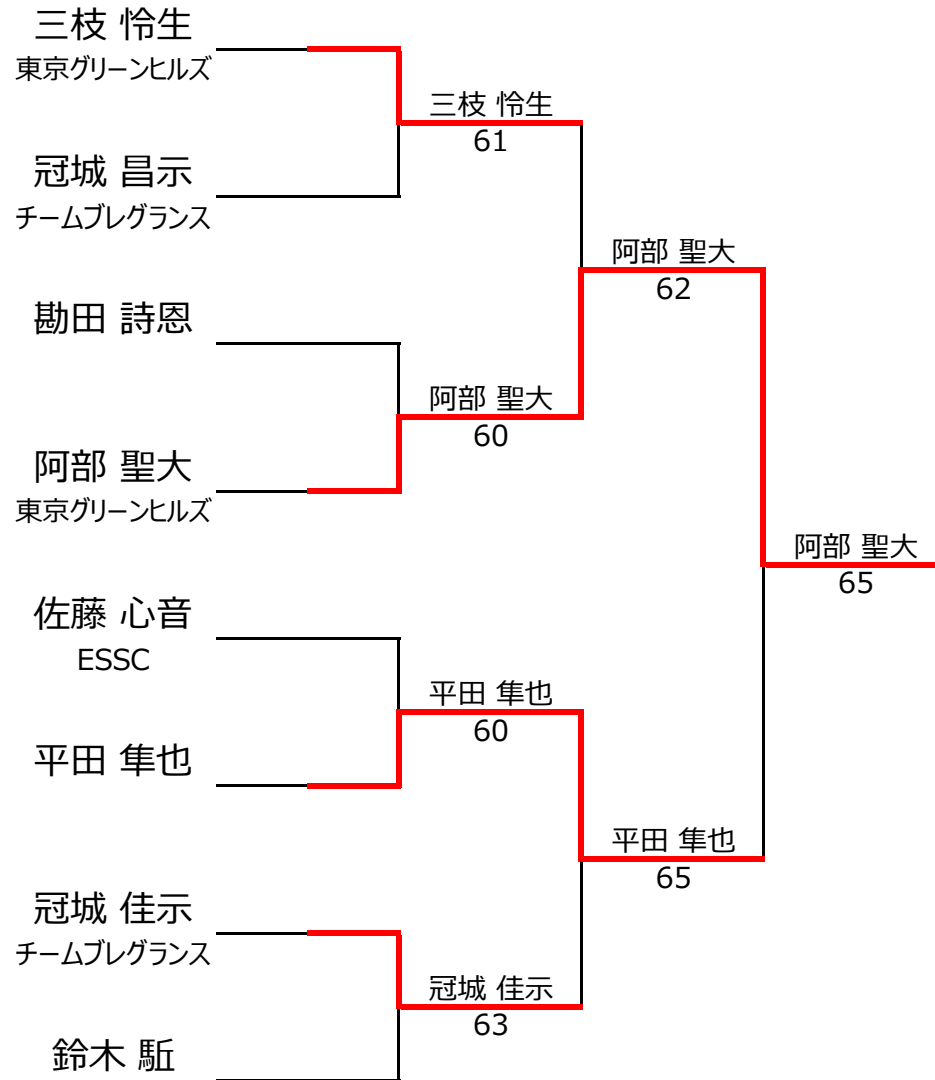 三枝 怜生
東京グリーンヒルズ
三枝 怜生
61
冠城 昌示
チームブレグランス
阿部 聖大
62
勘田 詩恩
阿部 聖大
60
阿部 聖大
東京グリーンヒルズ
阿部 聖大
65
佐藤 心音
ESSC
平田 隼也
60
平田 隼也
平田 隼也
65
冠城 佳示
チームブレグランス
冠城 佳示
63
鈴木 駈